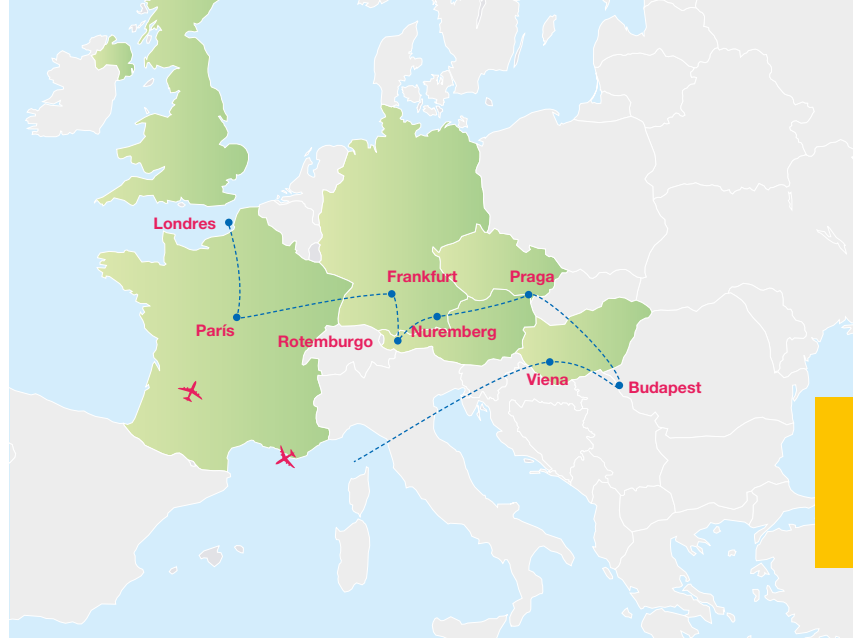 Londres
Frankfurt
Praga
París
Rotemburgo
Nuremberg
Viena
Budapest